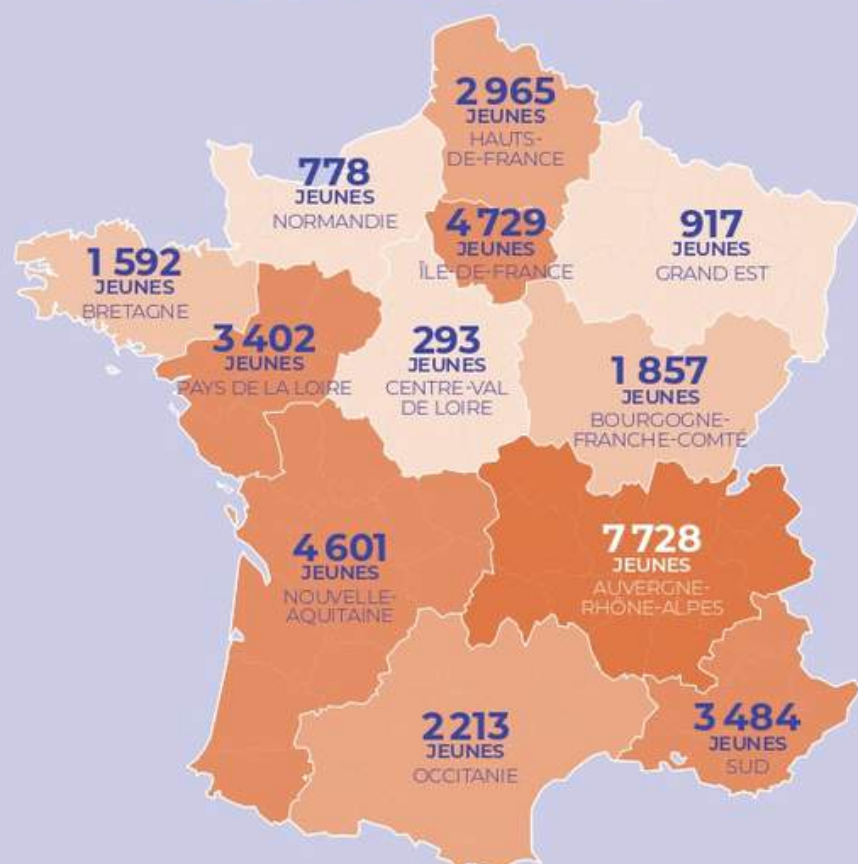 2 965
JEUNES
HAUTS-
DE-FRANCE
778
JEUNES
NORMANDIE
4 729
JEUNES
ÎLE-DE-FRANCE
917
JEUNES
GRAND EST
1 592
JEUNES
BRETAGNE
3 402
JEUNES
PAYS DE LA LOIRE
293
JEUNES
CENTRE-VAL
DE LOIRE
1 857
JEUNES
BOURGOGNE-
FRANCHE-COMTÉ
4 601
JEUNES
NOUVELLE-
AQUITAINE
7 728
JEUNES
AUVERGNE-
RHÔNE-ALPES
2 213
JEUNES
OCCITANIE
3 484
JEUNES
SUD